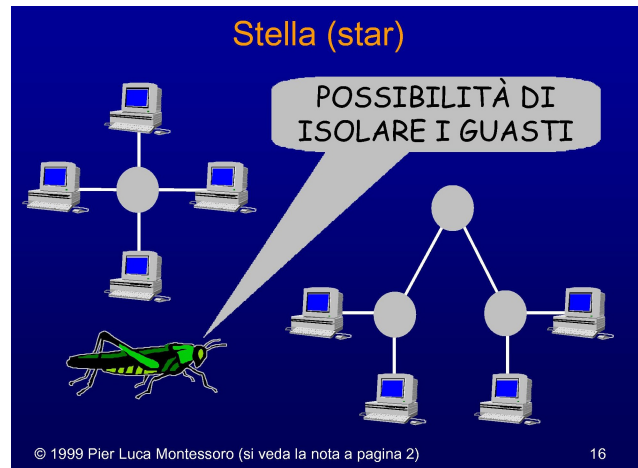 Stella (star)
POSSIBILITÀ DI
ISOLARE I GUASTI
© 1999 Pier Luca Montessoro (si veda la nota a pagina 2)
16